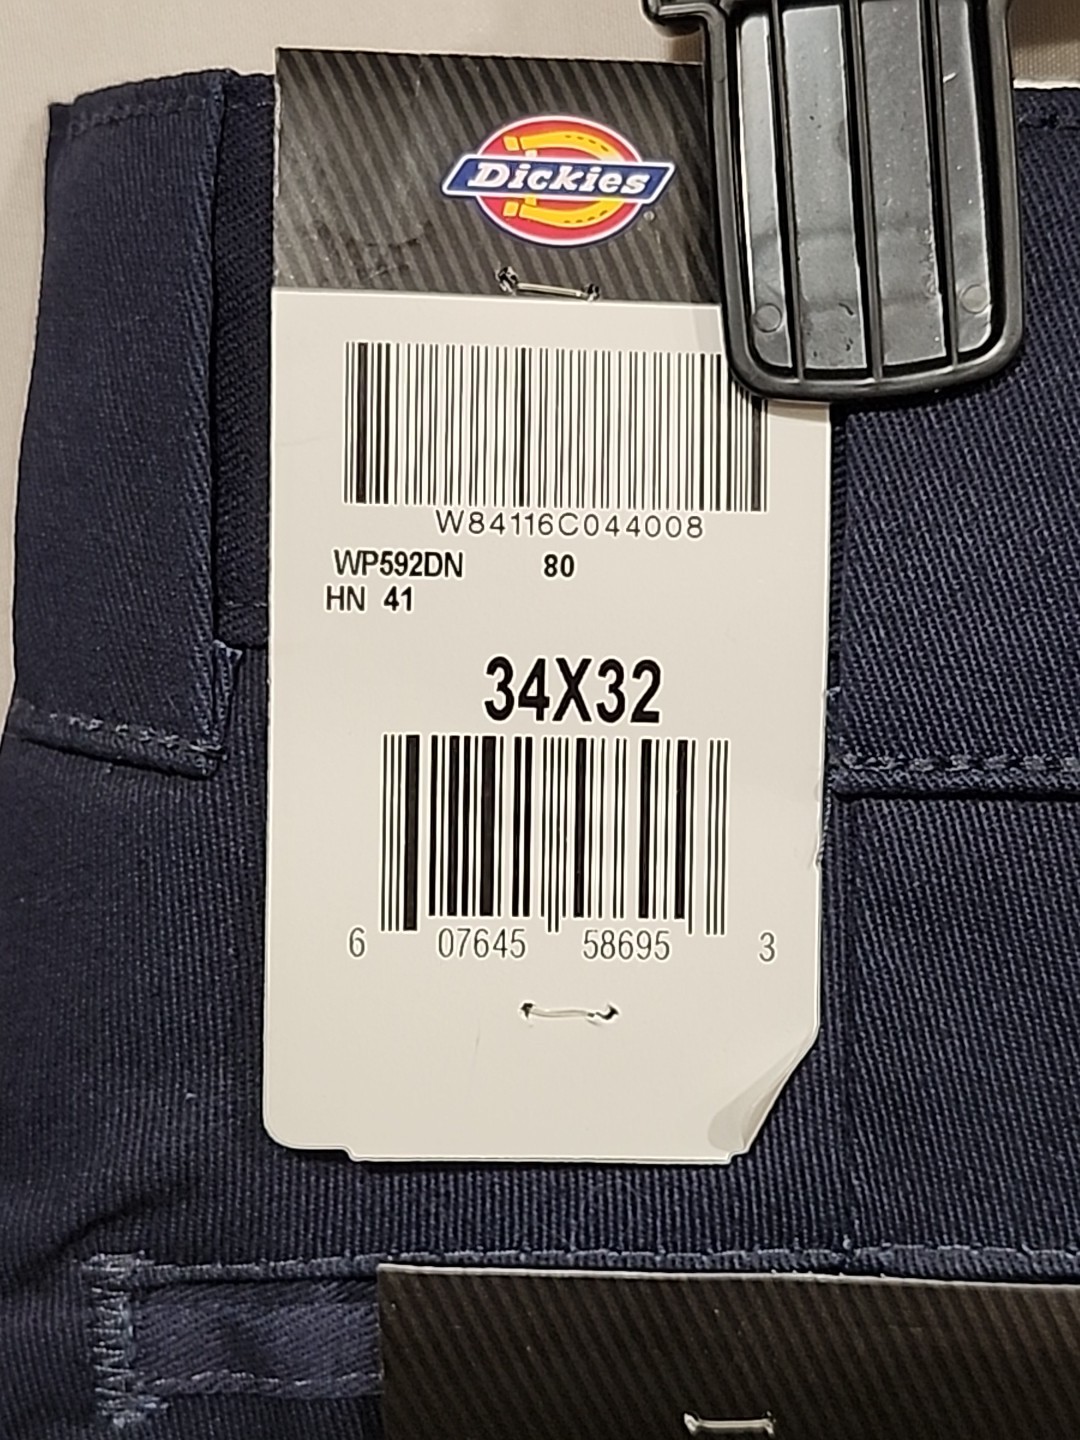 Dickies
W84116C044008
WP592DN 80
HN 41
34X32
6 07645 58695 3